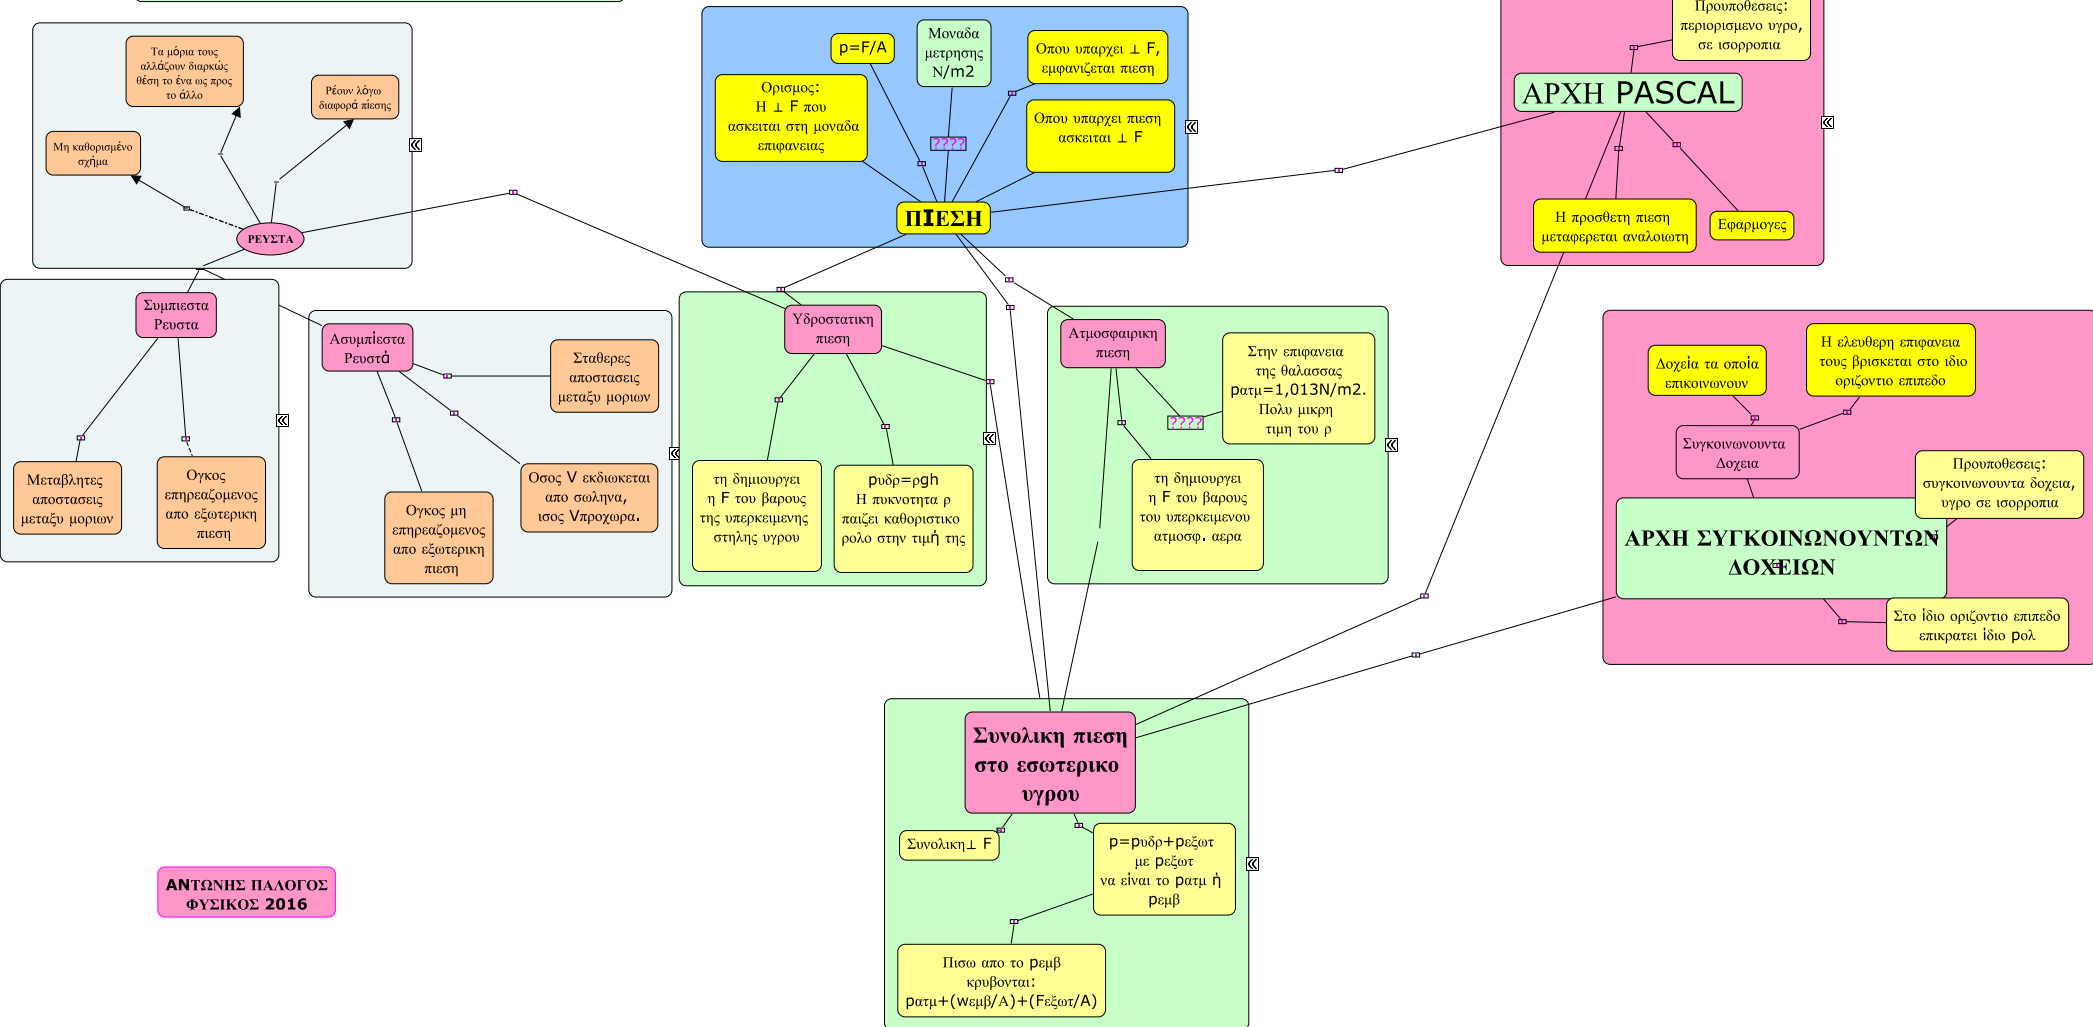 Τα μόρια τους
αλλάζουν διαρκώς
θέση το ένα ως προς
το άλλο
Ρέουν λόγω
διαφορά πίεσης
Μη καθορισμένο
σχήμα
ΡΕΥΣΤΑ
p=F/A
Μοναδα
μετρησης
N/m2
Οπου υπαρχει ⊥ F,
εμφανιζεται πιεση
Ορισμος:
Η ⊥ F που
ασκειται στη μοναδα
επιφανειας
Οπου υπαρχει πιεση
ασκειται ⊥ F
????
ΠΙΕΣΗ
Προυποθεσεις:
περιορισμενο υγρο,
σε ισορροπια
ΑΡΧΗ PASCAL
Η προσθετη πιεση
μεταφερεται αναλοιωτη
Εφαρμογες
Συμπιεστα
Ρευστα
Μεταβλητες
αποστασεις
μεταξυ μοριων
Ογκος
επηρεαζομενος
απο εξωτερικη
πιεση
Ασυμπίεστα
Ρευστά
Σταθερες
αποστασεις
μεταξυ μοριων
Ογκος μη
επηρεαζομενος
απο εξωτερικη
πιεση
Οσος V εκδιωκεται
απο σωληνα,
ισος Vπροχωρα.
Υδροστατικη
πιεση
τη δημιουργει
η F του βαρους
της υπερκειμενης
στηλης υγρου
pυδρ=ρgh
Η πυκνοτητα ρ
παιζει καθοριστικο
ρολο στην τιμή της
Ατμοσφαιρικη
πιεση
Στην επιφανεια
της θαλασσας
pατμ=1,013N/m2.
Πολυ μικρη
τιμη του ρ
????
τη δημιουργει
η F του βαρους
του υπερκειμενου
ατμοσφ. αερα
Δοχεία τα οποία
επικοινωνουν
Η ελευθερη επιφανεια
τους βρισκεται στο ιδιο
οριζοντιο επιπεδο
Συγκοινωνουντα
Δοχεια
Προυποθεσεις:
συγκοινωνουντα δοχεια,
υγρο σε ισορροπια
ΑΡΧΗ ΣΥΓΚΟΙΝΩΝΟΥΝΤΩΝ
ΔΟΧΕΙΩΝ
Στο ίδιο οριζοντιο επιπεδο
επικρατει ίδιο pολ
Συνολικη πιεση
στο εσωτερικο
υγρου
Συνολικη⊥ F
p=pυδρ+pεξωτ
με pεξωτ
να είναι το pατμ ή
pεμβ
Πισω απο το pεμβ
κρυβονται:
pατμ+(wεμβ/Α)+(Fεξωτ/A)
ΑΝΤΩΝΗΣ ΠΑΛΟΓΟΣ
ΦΥΣΙΚΟΣ 2016